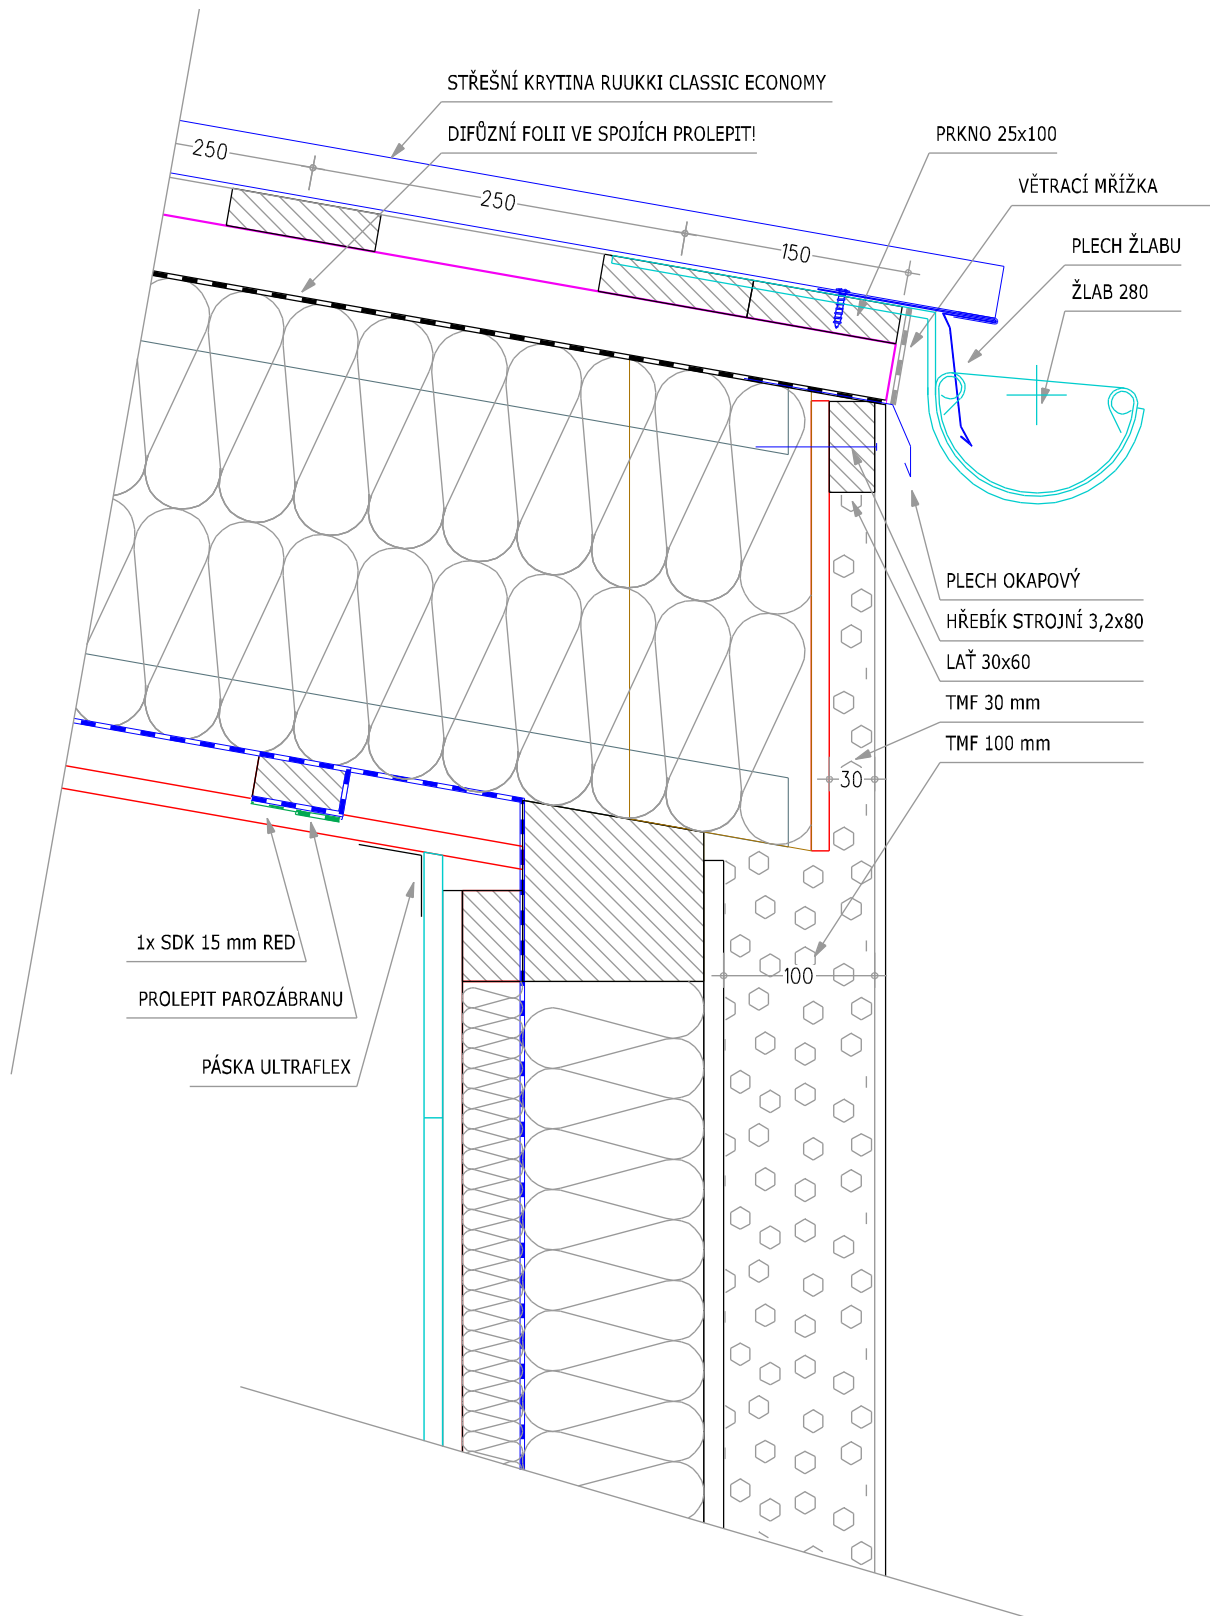 STŘEŠNÍ KRYTINA RUUKKI CLASSIC ECONOMY
DIFŮZNÍ FOLII VE SPOJÍCH PROLEPIT!
PRKNO 25x100
250
VĚTRACÍ MŘÍŽKA
250
PLECH ŽLABU
150
ŽLAB 280
PLECH OKAPOVÝ
HŘEBÍK STROJNÍ 3,2x80
LAŤ 30x60
TMF 30 mm
TMF 100 mm
30
1x SDK 15 mm RED
100
PROLEPIT PAROZÁBRANU
PÁSKA ULTRAFLEX